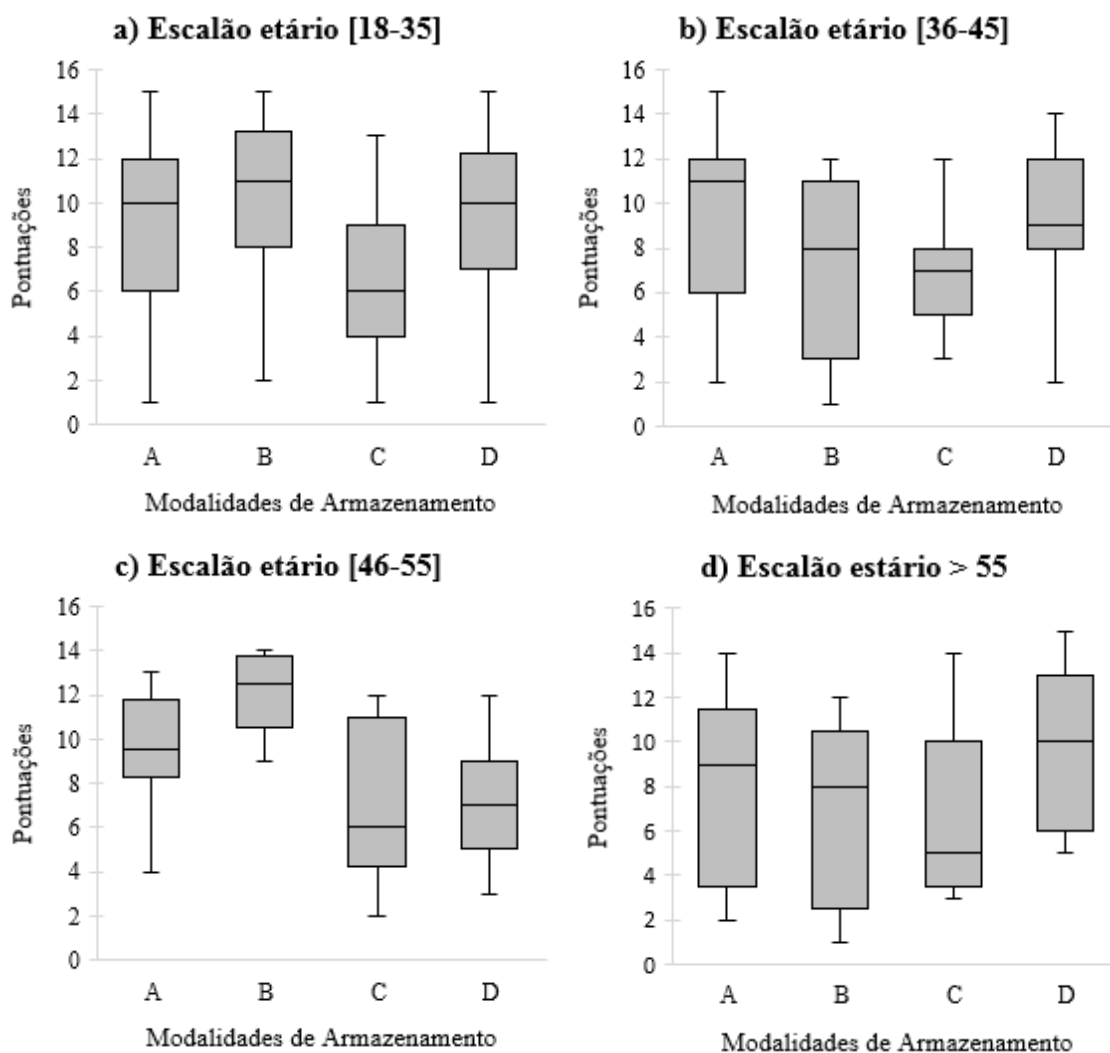 a) Escalão etário [18-35]
16
14
12
10
8
6
4
2
0
Pontuações
A B C D
Modalidades de Armazenamento
b) Escalão etário [36-45]
16
14
12
10
8
6
4
2
0
Pontuações
A B C D
Modalidades de Armazenamento
c) Escalão etário [46-55]
16
14
12
10
8
6
4
2
0
Pontuações
A B C D
Modalidades de Armazenamento
d) Escalão estário > 55
16
14
12
10
8
6
4
2
0
Pontuações
A B C D
Modalidades de Armazenamento